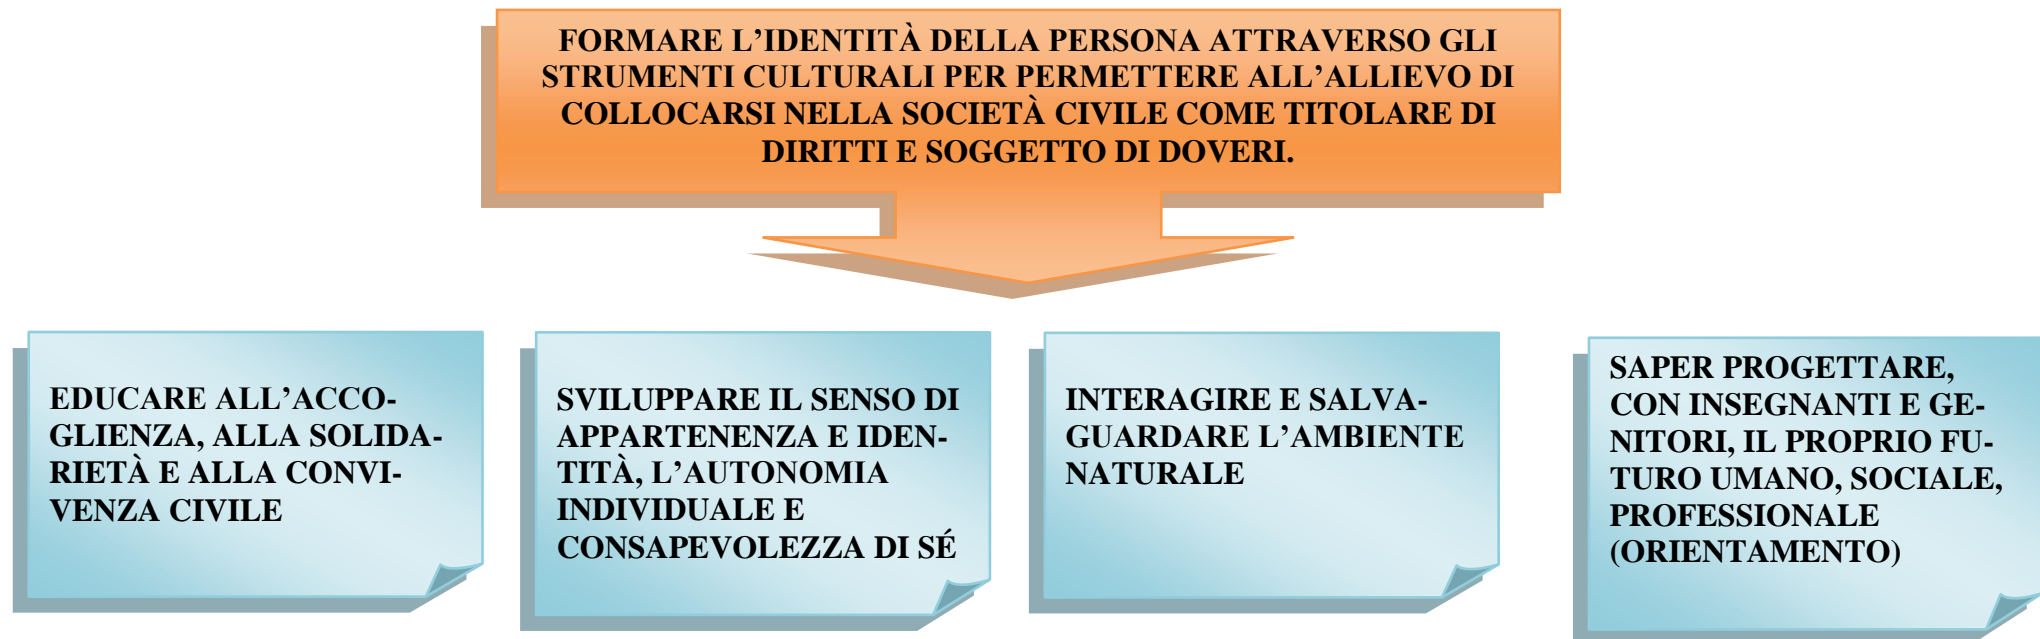 FORMARE L’IDENTITÀ DELLA PERSONA ATTRAVERSO GLI
STRUMENTI CULTURALI PER PERMETTERE ALL’ALLIEVO DI
COLLOCARSI NELLA SOCIETÀ CIVILE COME TITOLARE DI
DIRITTI E SOGGETTO DI DOVERI.
EDUCARE ALL’ACCO-
GLIENZA, ALLA SOLIDA-
RIETÀ E ALLA CONVI-
VENZA CIVILE
SVILUPPARE IL SENSO DI
APPARTENENZA E IDEN-
TITÀ, L’AUTONOMIA
INDIVIDUALE E
CONSAPEVOLEZZA DI SÉ
INTERAGIRE E SALVA-
GUARDARE L’AMBIENTE
NATURALE
SAPER PROGETTARE,
CON INSEGNANTI E GE-
NITORI, IL PROPRIO FU-
TURO UMANO, SOCIALE,
PROFESSIONALE
(ORIENTAMENTO)